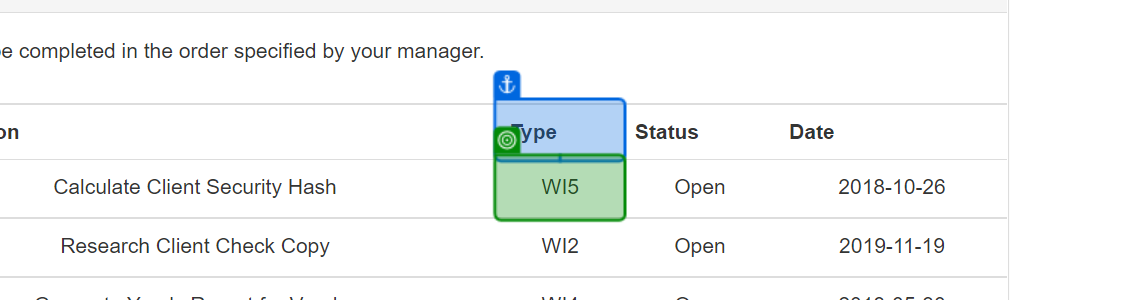 be completed in the order specified by your manager.
on Type Status Date
Calculate Client Security Hash WI5 Open 2018-10-26
Research Client Check Copy WI2 Open 2019-11-19